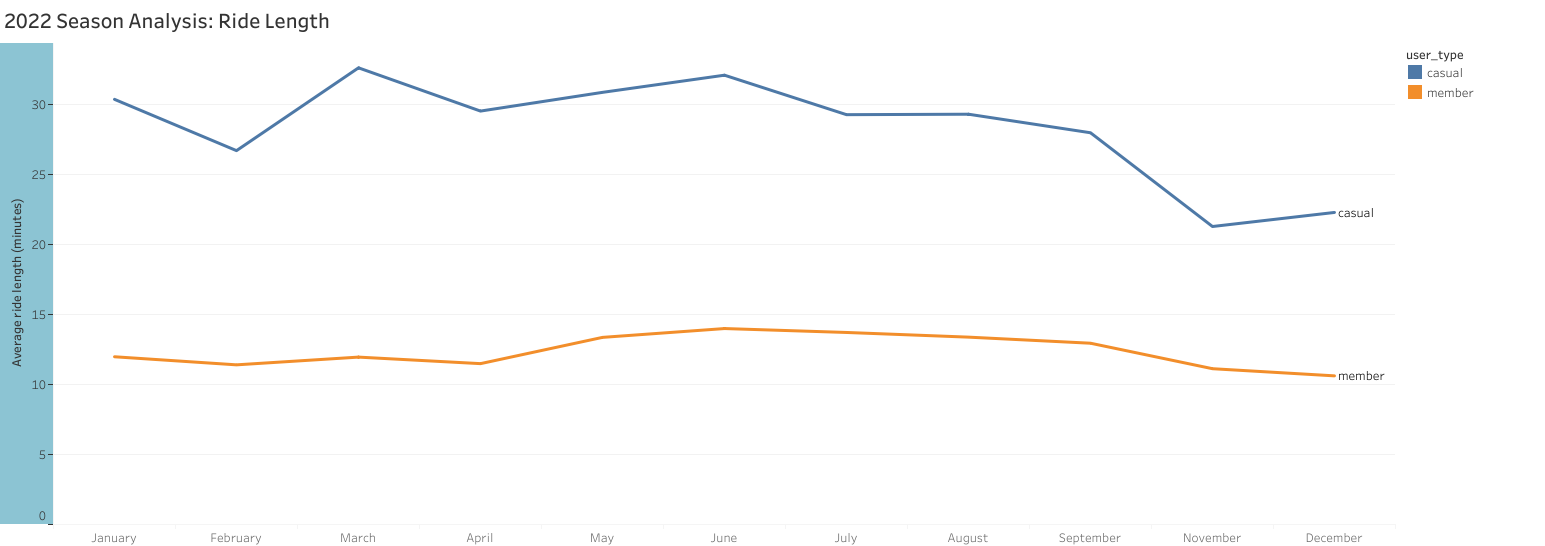 2022 Season Analysis: Ride Length
user_type
casual
member
Average ride length (minutes)
30
25
20
15
10
5
0
casual
member
January
February
March
April
May
June
July
August
September
November
December